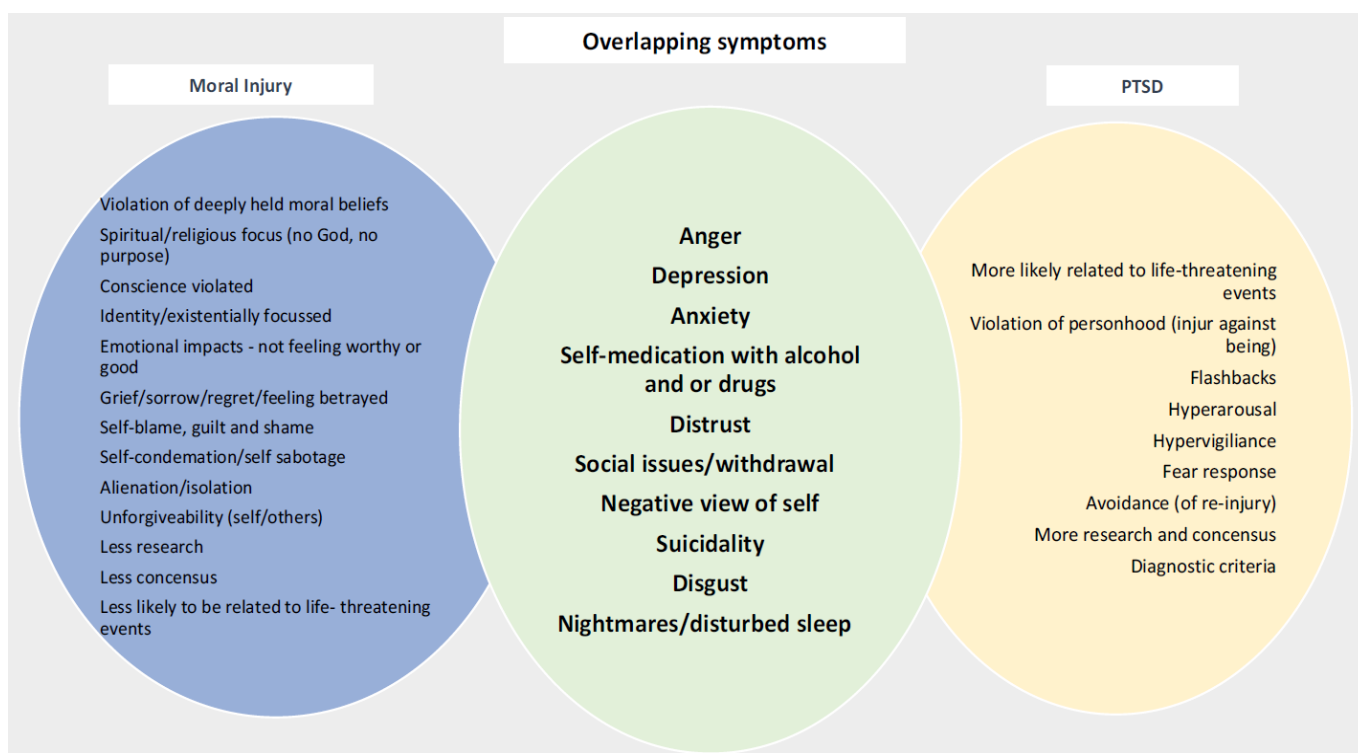 Overlapping symptoms
Moral Injury
PTSD
Violation of deeply held moral beliefs
Spiritual/religious focus (no God, no
purpose)
Conscience violated
Identity/existentially focussed
Emotional impacts - not feeling worthy or
good
Grief/sorrow/regret/feeling betrayed
Self-blame, guilt and shame
Self-condemation/self sabotage
Alienation/isolation
Unforgiveability (self/others)
Less research
Less concensus
Less likely to be related to life- threatening
events
Anger
Depression
Anxiety
Self-medication with alcohol
and or drugs
Distrust
Social issues/withdrawal
Negative view of self
Suicidality
Disgust
Nightmares/disturbed sleep
More likely related to life-threatening
events
Violation of personhood (injur against
being)
Flashbacks
Hyperarousal
Hypervigiliance
Fear response
Avoidance (of re-injury)
More research and concensus
Diagnostic criteria